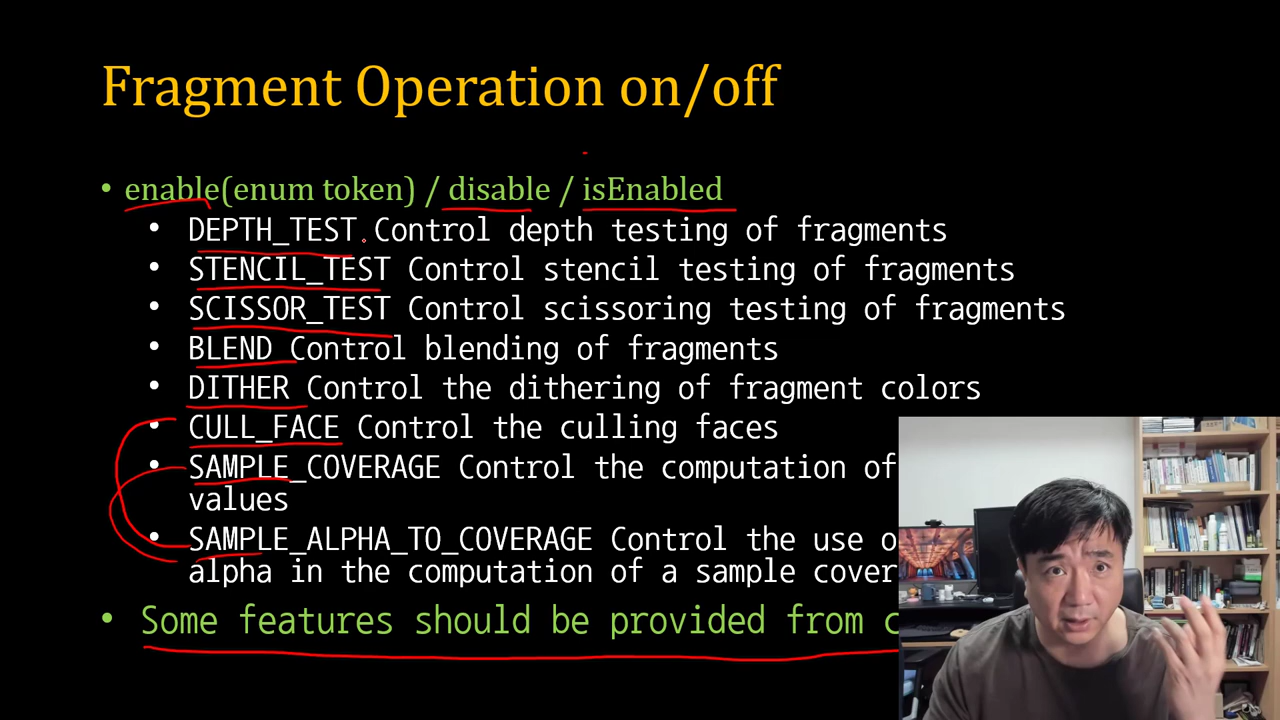 Fragment Operation on/off
• enable(enum token) / disable / isEnabled
• DEPTH_TEST Control depth testing of fragments
• STENCIL_TEST Control stencil testing of fragments
• SCISSOR_TEST Control scissoring testing of fragments
• BLEND Control blending of fragments
• DITHER Control the dithering of fragment colors
• CULL_FACE Control the culling faces
• SAMPLE_COVERAGE Control the computation of
values
• SAMPLE_ALPHA_TO_COVERAGE Control the use
alpha in the computation of a sample
• Some features should be provided from